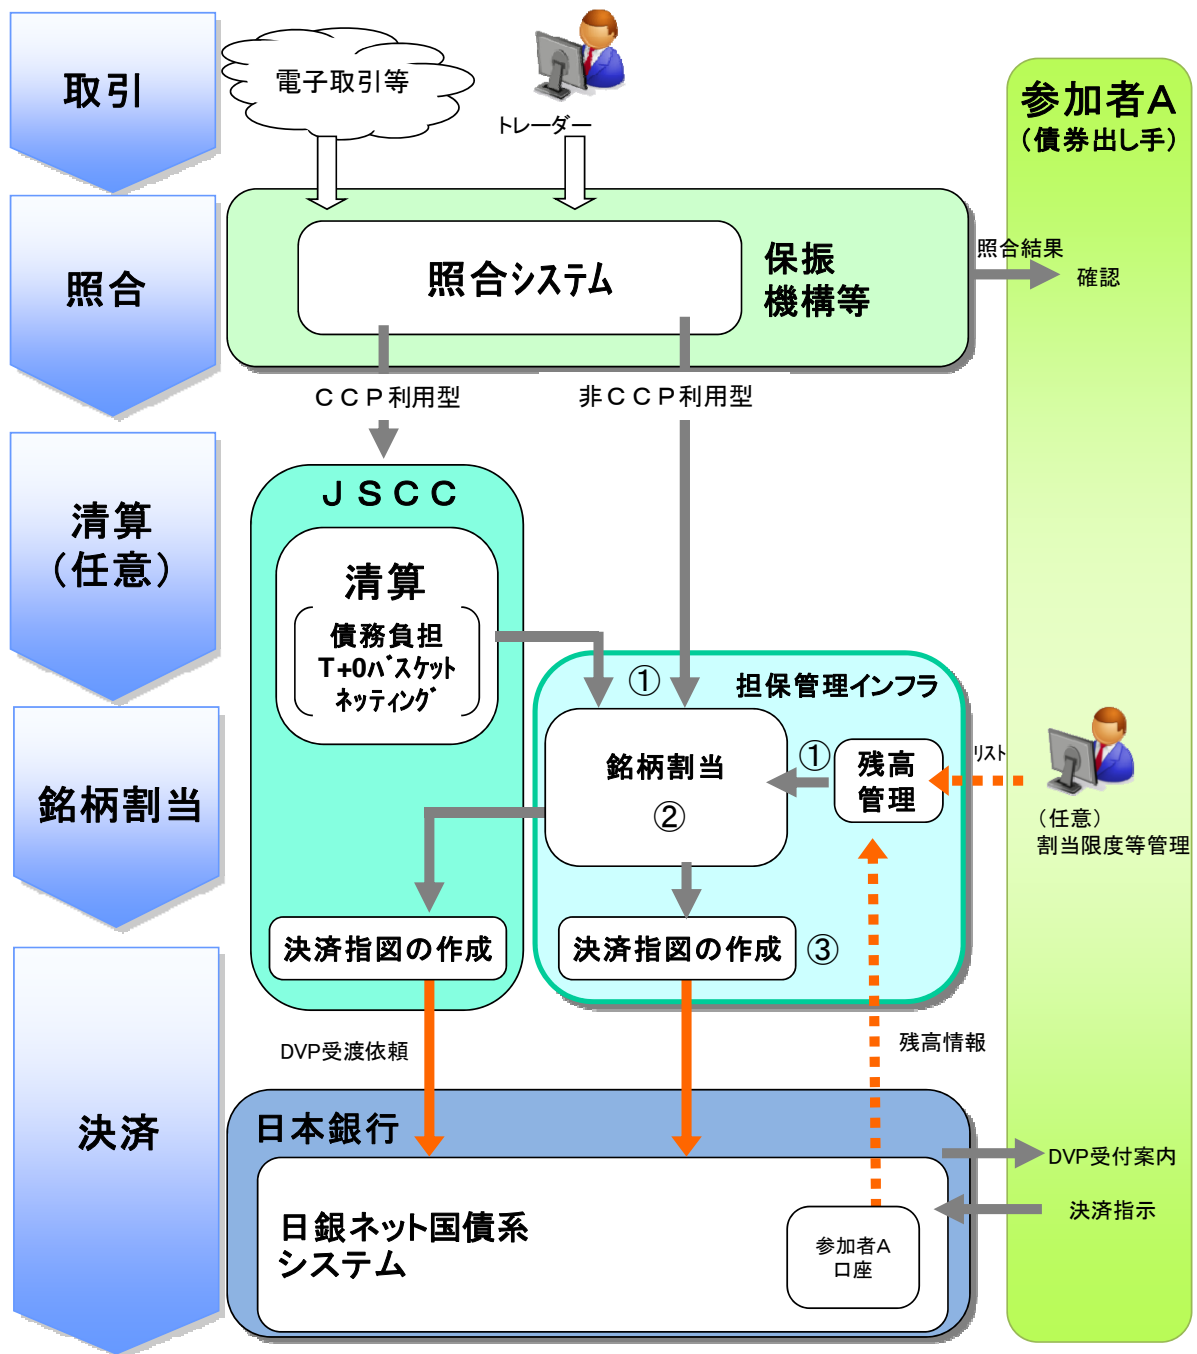 取引
電子取引等
トレーダー
参加者A
（債券出し手）
照合
照合システム
保振
機構等
照合結果
確認
ＣＣＰ利用型
非ＣＣＰ利用型
清算
（任意）
ＪＳＣＣ
清算
債務負担
T+0ﾊﾞｽｹｯﾄ
ﾈｯﾃｨﾝｸﾞ
①
担保管理インフラ
銘柄割当
銘柄割当
②
①
残高
管理
リスト
（任意）
割当限度等管理
決済指図の作成
決済指図の作成
③
DVP受渡依頼
残高情報
決済
日本銀行
日銀ネット国債系
システム
参加者A
口座
DVP受付案内
決済指示